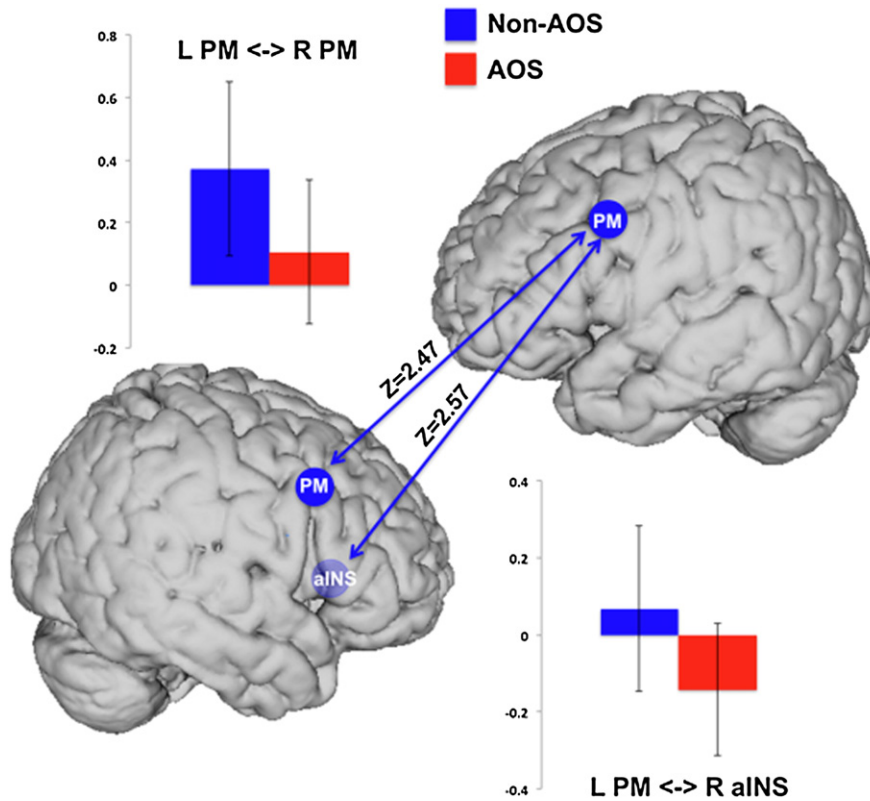 Non-AOS
AOS
L PM <-> R PM
0.8
0.6
0.4
0.2
0
-0.2
PM
Z=2.47
Z=2.57
PM
aINS
0.4
0.2
0
-0.2
-0.4
L PM <-> R aINS